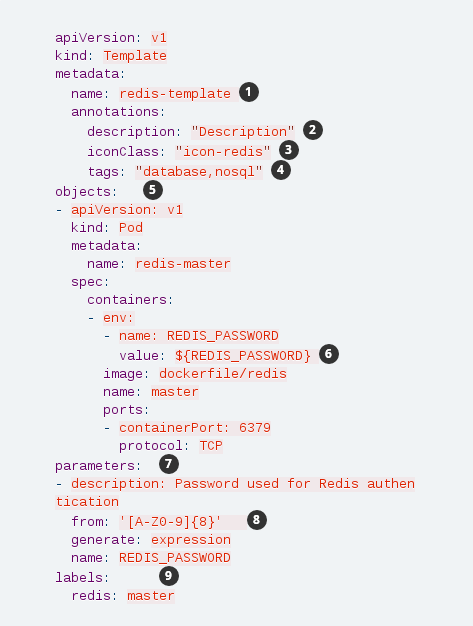 apiVersion: v1
kind: Template
metadata:
  name: redis-template 1
  annotations:
    description: "Description" 2
    iconClass: "icon-redis" 3
    tags: "database,nosql" 4
objects: 5
- apiVersion: v1
  kind: Pod
  metadata:
    name: redis-master
  spec:
    containers:
    - env:
      - name: REDIS_PASSWORD
        value: ${REDIS_PASSWORD} 6
      image: dockerfile/redis
      name: master
      ports:
      - containerPort: 6379
        protocol: TCP
parameters: 7
- description: Password used for Redis authen
tication
  from: '[A-Z0-9]{8}' 8
  generate: expression
  name: REDIS_PASSWORD
labels: 9
  redis: master